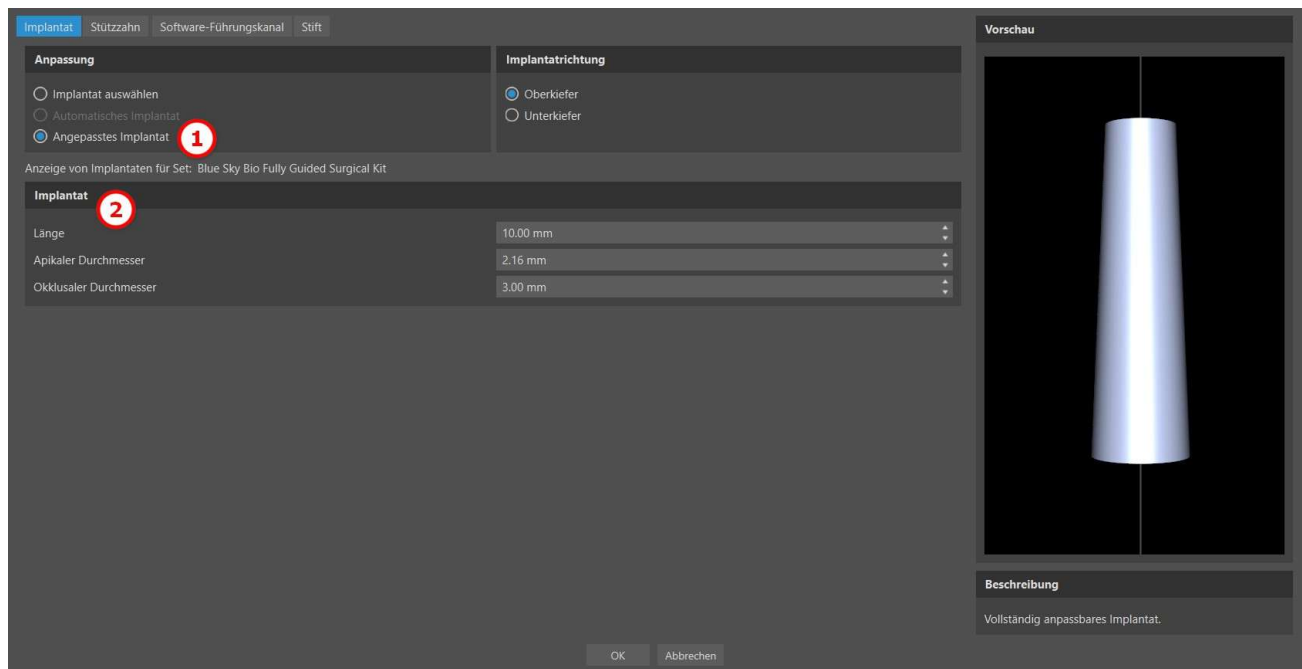 Implantat Stützzahn Software-Führungskanal Stift
Anpassung
Implantat auswählen
Automatisches Implantat
Angepasstes Implantat 1
Implantatrichtung
Oberkiefer
Unterkiefer
Anzeige von Implantaten für Set: Blue Sky Bio Fully Guided Surgical Kit
Implantat 2
Länge 10.00 mm
Apikaler Durchmesser 2.16 mm
Okklusaler Durchmesser 3.00 mm
Vorschau
Beschreibung
Vollständig anpassbares Implantat.
OK Abbrechen